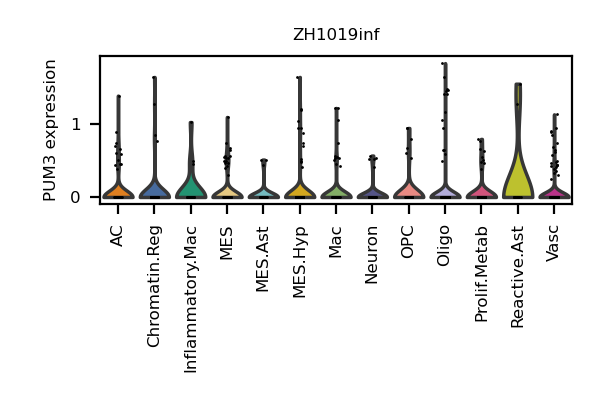 ZH1019inf
PUM3 expression
1
0
AC
Chromatin.Reg
Inflammatory.Mac
MES
MES.Ast
MES.Hyp
Mac
Neuron
OPC
Oligo
Prolif.Metab
Reactive.Ast
Vasc